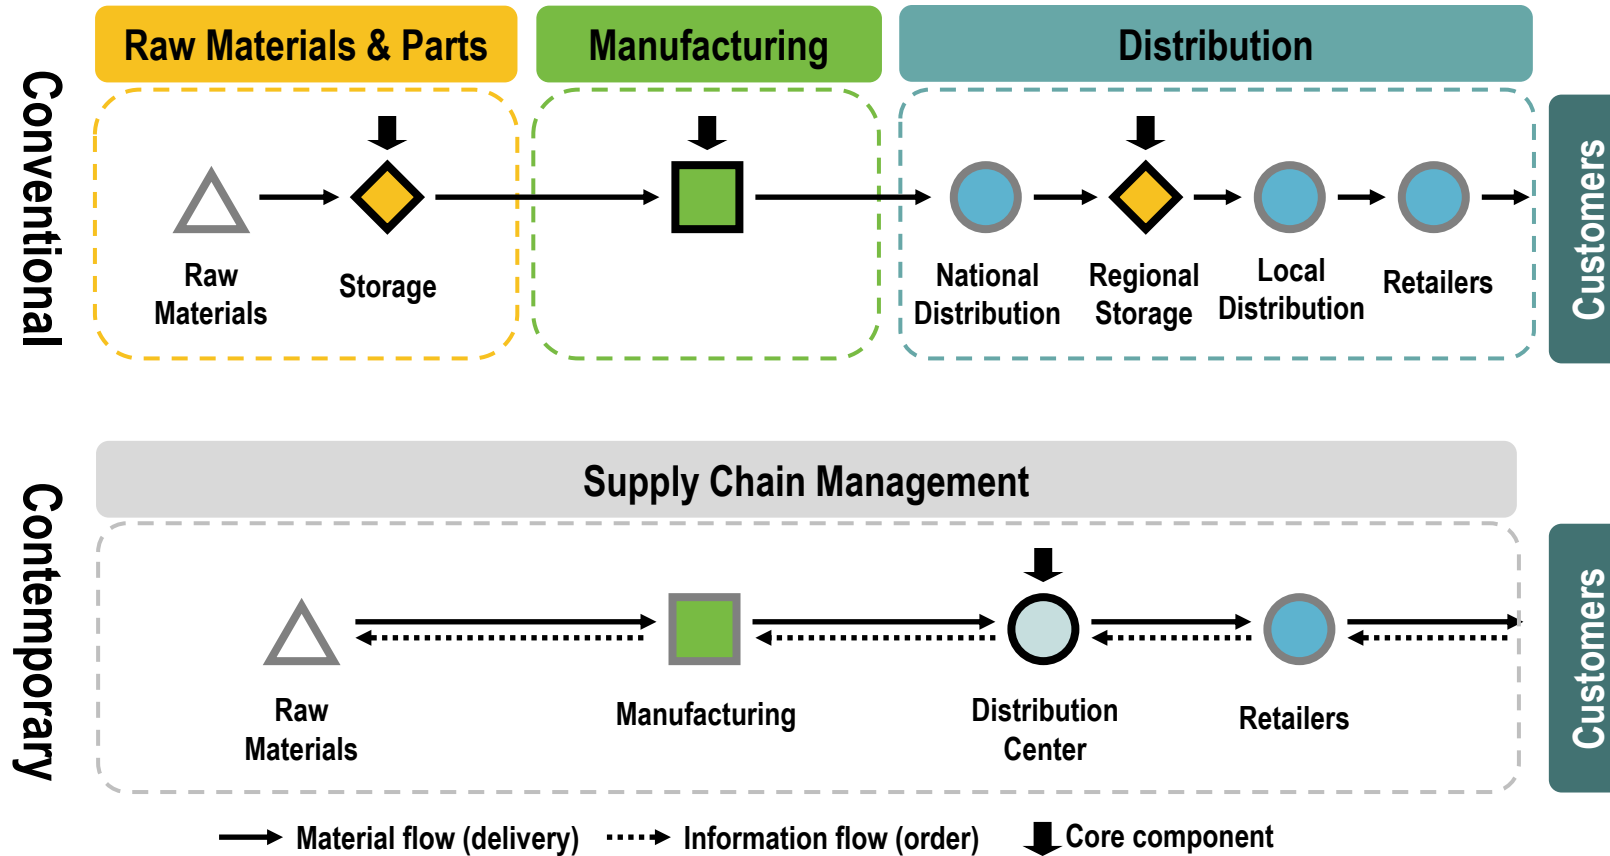 Raw Materials & Parts
Manufacturing
Distribution
Conventional
Raw
Materials
Storage
National
Distribution
Regional
Storage
Local
Distribution
Retailers
Customers
Supply Chain Management
Contemporary
Raw
Materials
Manufacturing
Distribution
Center
Retailers
Customers
Material flow (delivery)
Information flow (order)
Core component